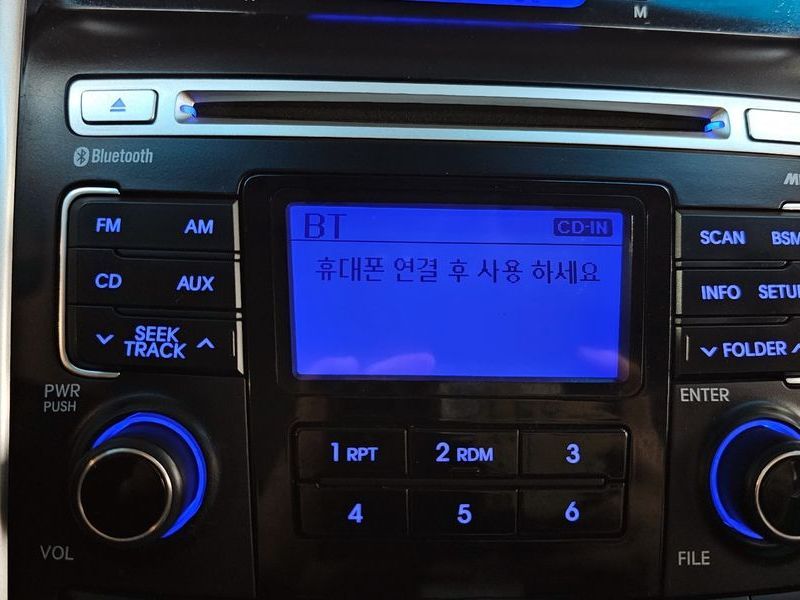 M
Bluetooth
FM AM
CD AUX
SEEK
TRACK
PWR
PUSH
VOL
BT CD-IN
휴대폰 연결 후 사용 하세요
1 RPT 2 RDM 3
4 5 6
SCAN BSM
INFO SETU
FOLDER
ENTER
FILE